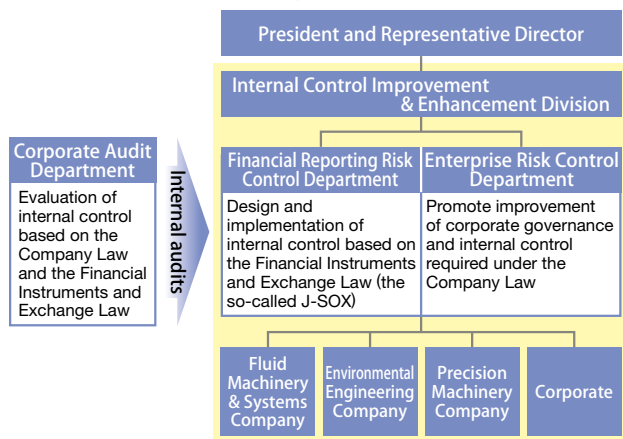 President and Representative Director
Internal Control Improvement
& Enhancement Division
Corporate Audit
Department
Evaluation of
internal control
based on the
Company Law
and the Financial
Instruments and
Exchange Law
Internal audits
Financial Reporting Risk
Control Department
Design and
implementation of
internal control based on
the Financial Instruments
and Exchange Law (the
so-called J-SOX)
Enterprise Risk Control
Department
Promote improvement
of corporate governance
and internal control
required under the
Company Law
Fluid
Machinery
& Systems
Company
Environmental
Engineering
Company
Precision
Machinery
Company
Corporate